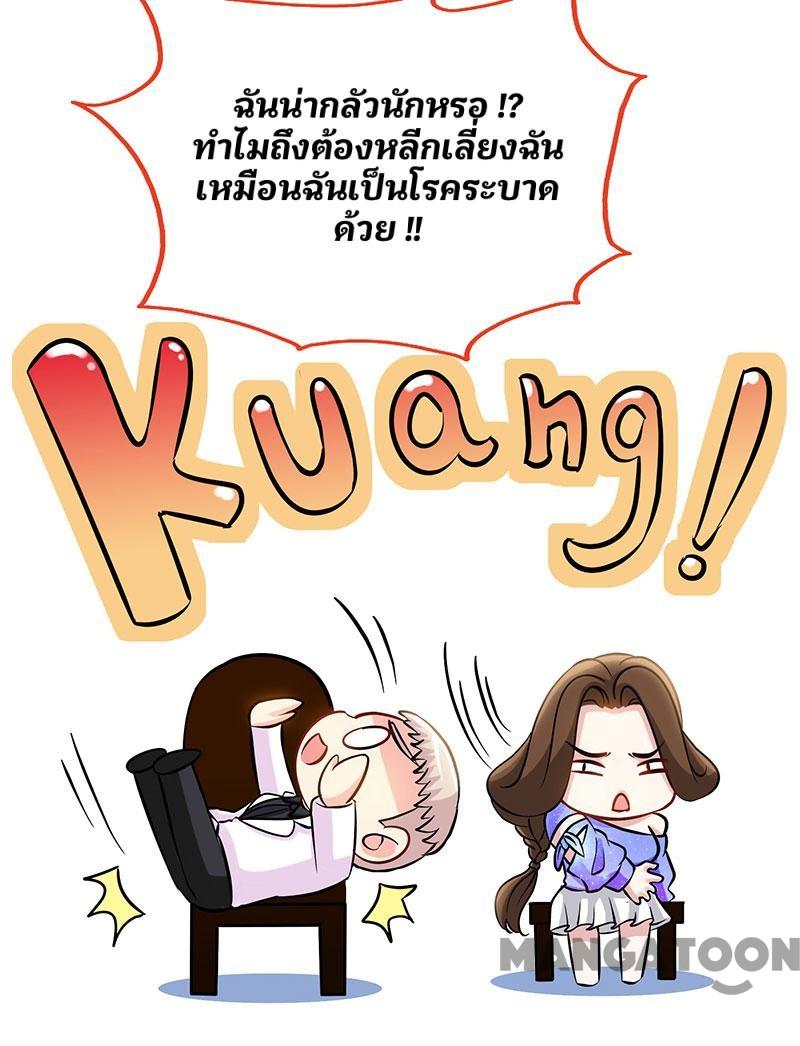 ฉันน่ากลัวนักหรอ !?
ทำไมถึงต้องหลีกเลี่ยงฉัน
เหมือนฉันเป็นโรคระบาด
ด้วย !!
Kuang!
MANGATOON